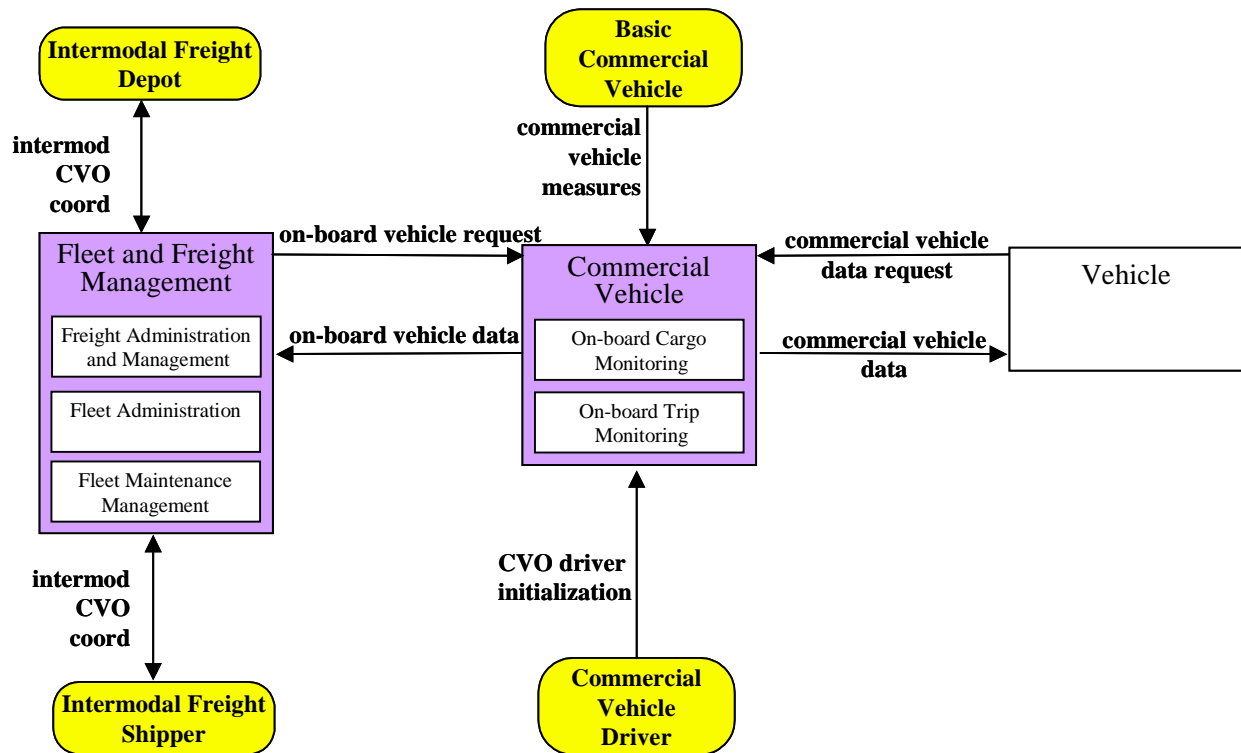 Intermodal Freight
Depot
Basic
Commercial
Vehicle
intermod
CVO
coord
commercial
vehicle
measures
Fleet and Freight
Management
Freight Administration
and Management
Fleet Administration
Fleet Maintenance
Management
on-board vehicle request
on-board vehicle data
Commercial
Vehicle
On-board Cargo
Monitoring
On-board Trip
Monitoring
commercial vehicle
data request
commercial vehicle
data
Vehicle
intermod
CVO
coord
CVO driver
initialization
Intermodal Freight
Shipper
Commercial
Vehicle
Driver